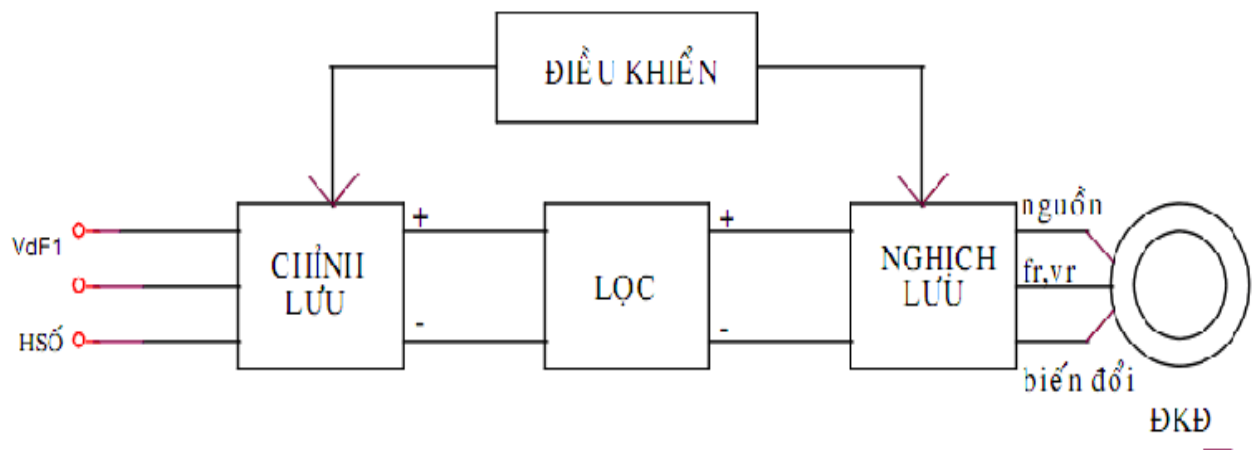 ĐIỀU KHIỂN
VdF1
HSỐ
CHỈNH
LƯU
+
-
LỌC
+
-
NGHỊCH
LƯU
nguồn
fr,vr
biến đổi
ĐKĐ